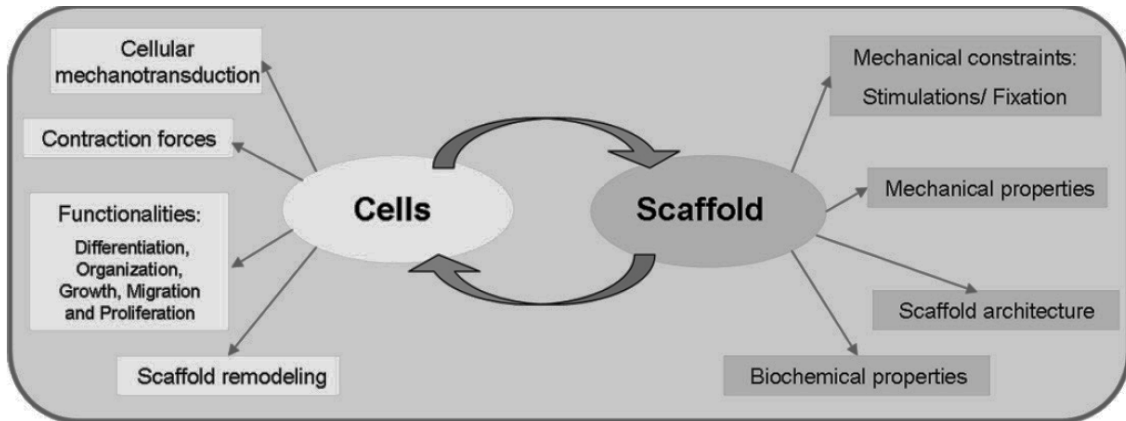 Cellular
mechanotransduction
Contraction forces
Functionalities:
Differentiation,
Organization,
Growth, Migration
and Proliferation
Scaffold remodeling
Cells
Scaffold
Mechanical constraints:
Stimulations/ Fixation
Mechanical properties
Scaffold architecture
Biochemical properties